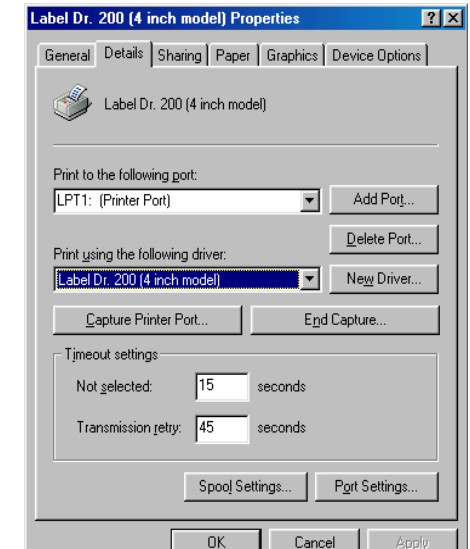 Label Dr. 200 (4 inch model) Properties
General Details Sharing Paper Graphics Device Options
Label Dr. 200 (4 inch model)
Print to the following port:
LPT1: (Printer Port) Add Port...
Delete Port...
Print using the following driver:
Label Dr. 200 (4 inch model) New Driver...
Capture Printer Port... End Capture...
Timeout settings
Not selected: 15 seconds
Transmission retry: 45 seconds
Spool Settings... Port Settings...
OK Cancel Apply